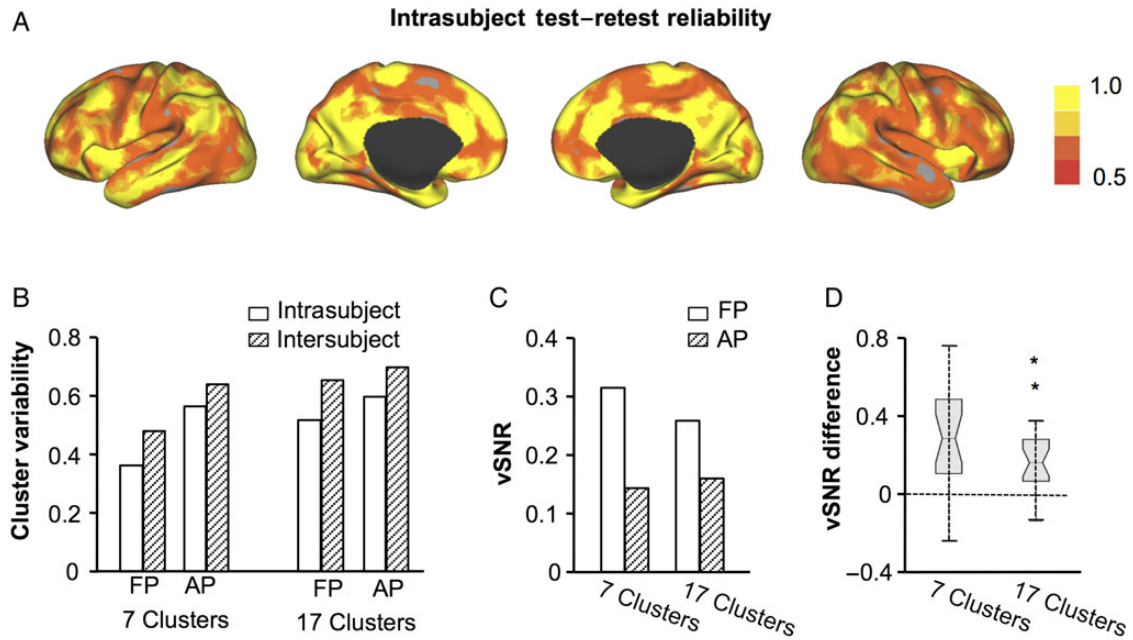 A
Intrasubject test–retest reliability
1.0
0.5
B
Intrasubject
Intersubject
Cluster variability
0.8
0.6
0.4
0.2
0
FP AP FP AP
7 Clusters 17 Clusters
C
FP
AP
vSNR
0.4
0.3
0.2
0.1
0
7 Clusters
17 Clusters
D
vSNR difference
0.8
0.4
0
–0.4
*
*
7 Clusters
17 Clusters